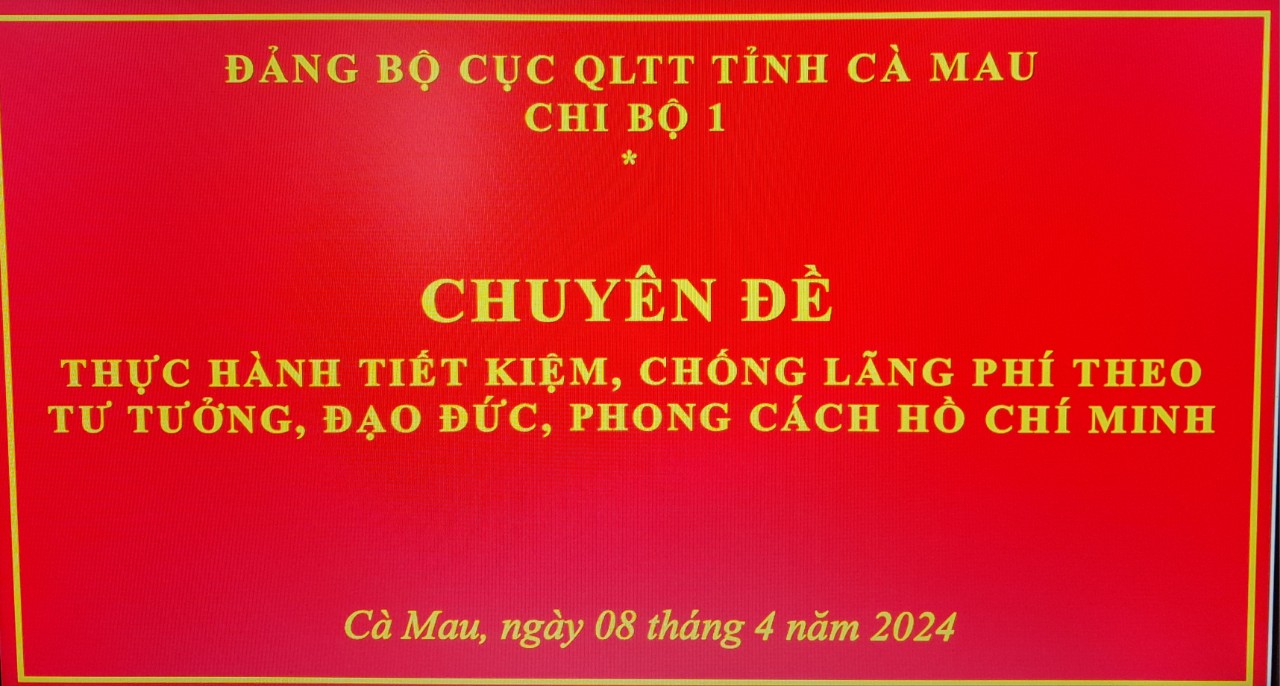 ĐẢNG BỘ CỤC QLTT TỈNH CÀ MAU
CHI BỘ 1
*
CHUYÊN ĐỀ
THỰC HÀNH TIẾT KIỆM, CHỐNG LÃNG PHÍ THEO
TƯ TƯỞNG, ĐẠO ĐỨC, PHONG CÁCH HỒ CHÍ MINH
Cà Mau, ngày 08 tháng 4 năm 2024